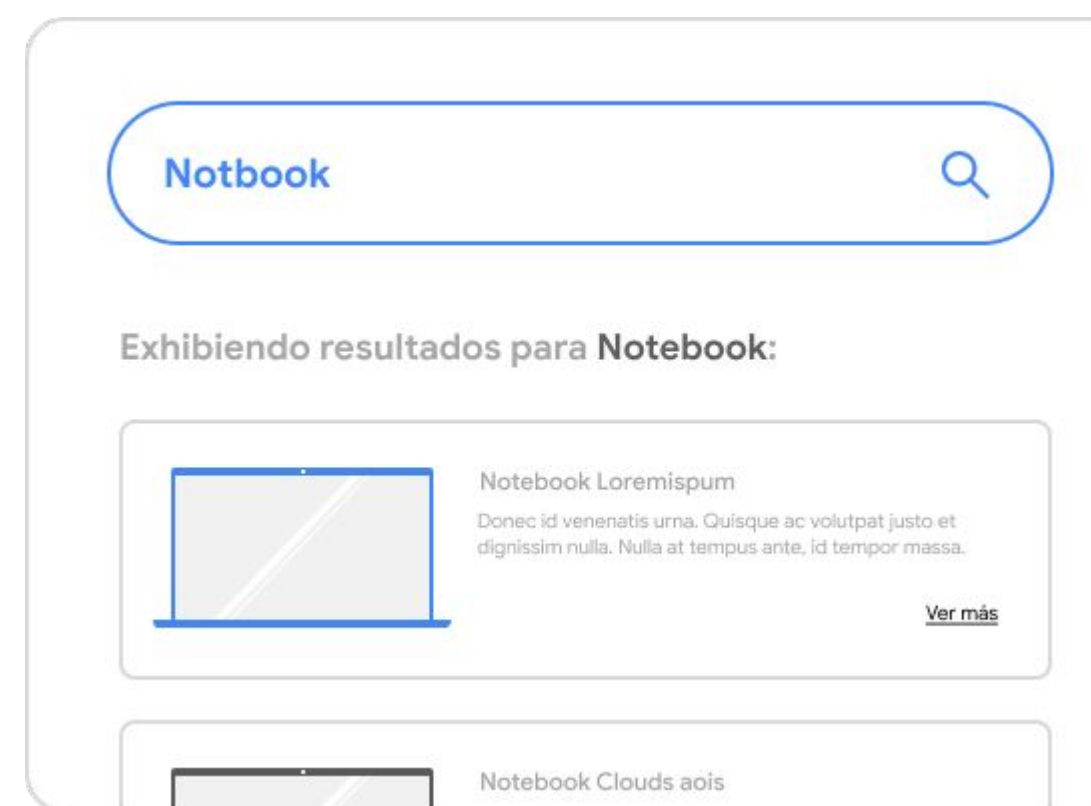 Notbook
Exhibiendo resultados para Notebook:
Notebook Loremispum
Donec id venenatis urna. Quisque ac volutpat justo et
dignissim nulla. Nulla at tempus ante, id tempor massa.
Ver más
Notebook Clouds aois